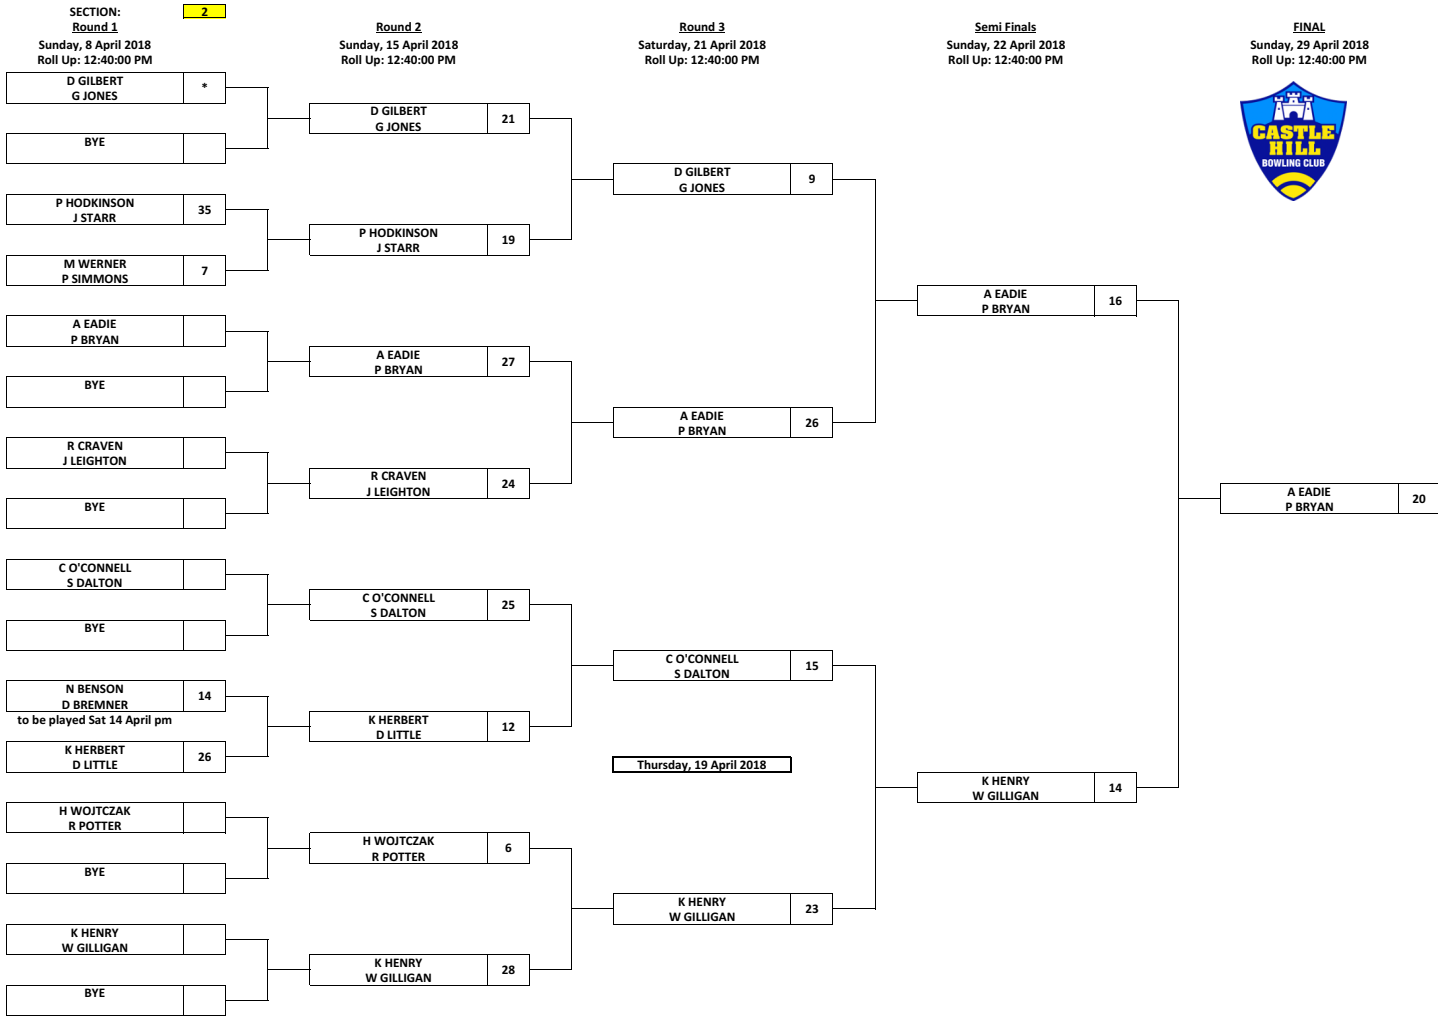 SECTION: 2
Round 1
Sunday, 8 April 2018
Roll Up: 12:40:00 PM
D GILBERT
G JONES
*
BYE
P HODKINSON
J STARR
35
M WERNER
P SIMMONS
7
A EADIE
P BRYAN
BYE
R CRAVEN
J LEIGHTON
BYE
C O'CONNELL
S DALTON
BYE
N BENSON
D BREMNER
14
to be played Sat 14 April pm
K HERBERT
D LITTLE
26
H WOJTCZAK
R POTTER
BYE
K HENRY
W GILLIGAN
BYE
Round 2
Sunday, 15 April 2018
Roll Up: 12:40:00 PM
D GILBERT
G JONES
21
P HODKINSON
J STARR
19
A EADIE
P BRYAN
27
R CRAVEN
J LEIGHTON
24
C O'CONNELL
S DALTON
25
K HERBERT
D LITTLE
12
H WOJTCZAK
R POTTER
6
K HENRY
W GILLIGAN
28
Round 3
Saturday, 21 April 2018
Roll Up: 12:40:00 PM
D GILBERT
G JONES
9
A EADIE
P BRYAN
26
C O'CONNELL
S DALTON
15
Thursday, 19 April 2018
K HENRY
W GILLIGAN
23
Semi Finals
Sunday, 22 April 2018
Roll Up: 12:40:00 PM
A EADIE
P BRYAN
16
K HENRY
W GILLIGAN
14
FINAL
Sunday, 29 April 2018
Roll Up: 12:40:00 PM
CASTLE
HILL
BOWLING CLUB
A EADIE
P BRYAN
20